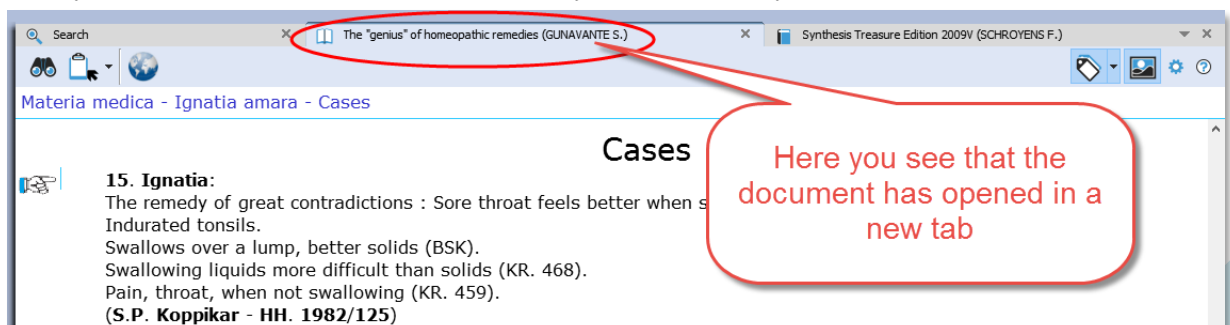 Search
The "genius" of homeopathic remedies (GUNAVANTE S.)
Synthesis Treasure Edition 2009V (SCHROYENS F.)
Materia medica - Ignatia amara - Cases
Cases
15. Ignatia:
The remedy of great contradictions : Sore throat feels better when
Indurated tonsils.
Swallows over a lump, better solids (BSK).
Swallowing liquids more difficult than solids (KR. 468).
Pain, throat, when not swallowing (KR. 459).
(S.P. Koppikar - HH. 1982/125)
Here you see that the
document has opened in a
new tab